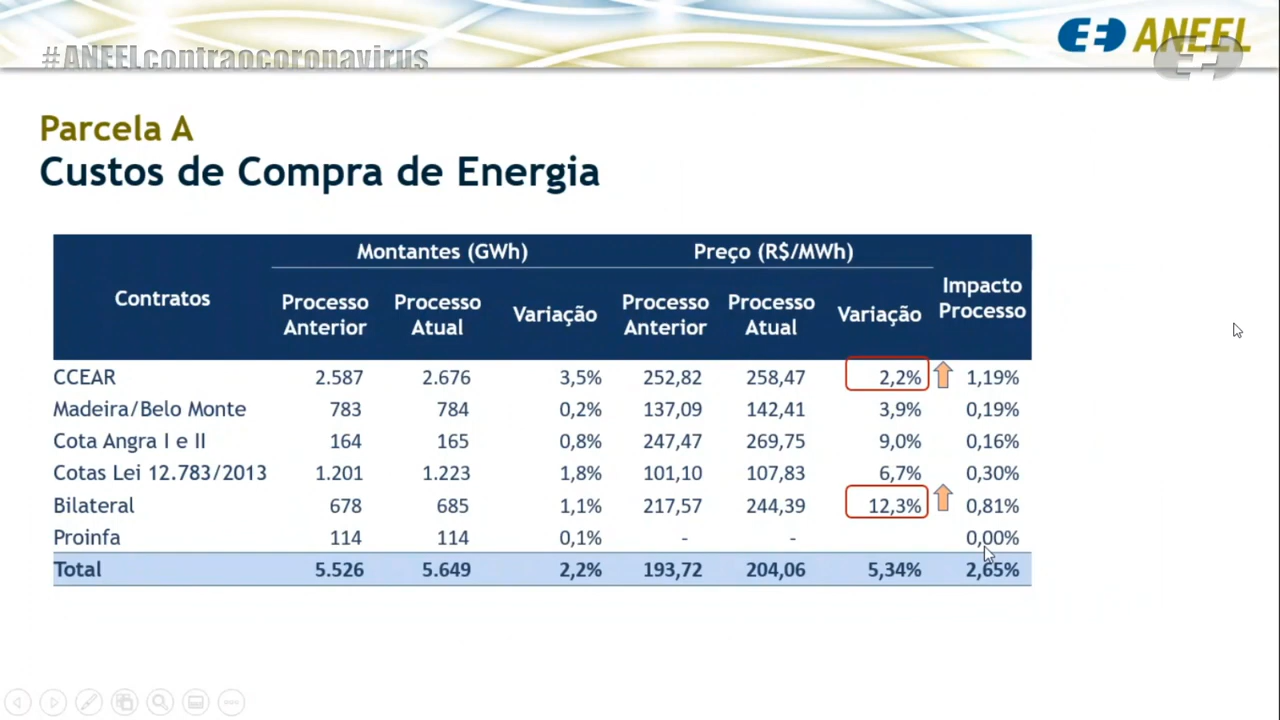 #ANEELcontraocoronavirus
ANEEL
Parcela A
Custos de Compra de Energia
Contratos Montantes (GWh) Preço (R$/MWh) Impacto Processo
Processo Anterior Processo Atual Variação Processo Anterior Processo Atual Variação
CCEAR 2.587 2.676 3,5% 252,82 258,47 2,2% 1,19%
Madeira/Belo Monte 783 784 0,2% 137,09 142,41 3,9% 0,19%
Cota Angra I e II 164 165 0,8% 247,47 269,75 9,0% 0,16%
Cotas Lei 12.783/2013 1.201 1.223 1,8% 101,10 107,83 6,7% 0,30%
Bilateral 678 685 1,1% 217,57 244,39 12,3% 0,81%
Proinfa 114 114 0,1% - - 0,00%
Total 5.526 5.649 2,2% 193,72 204,06 5,34% 2,65%